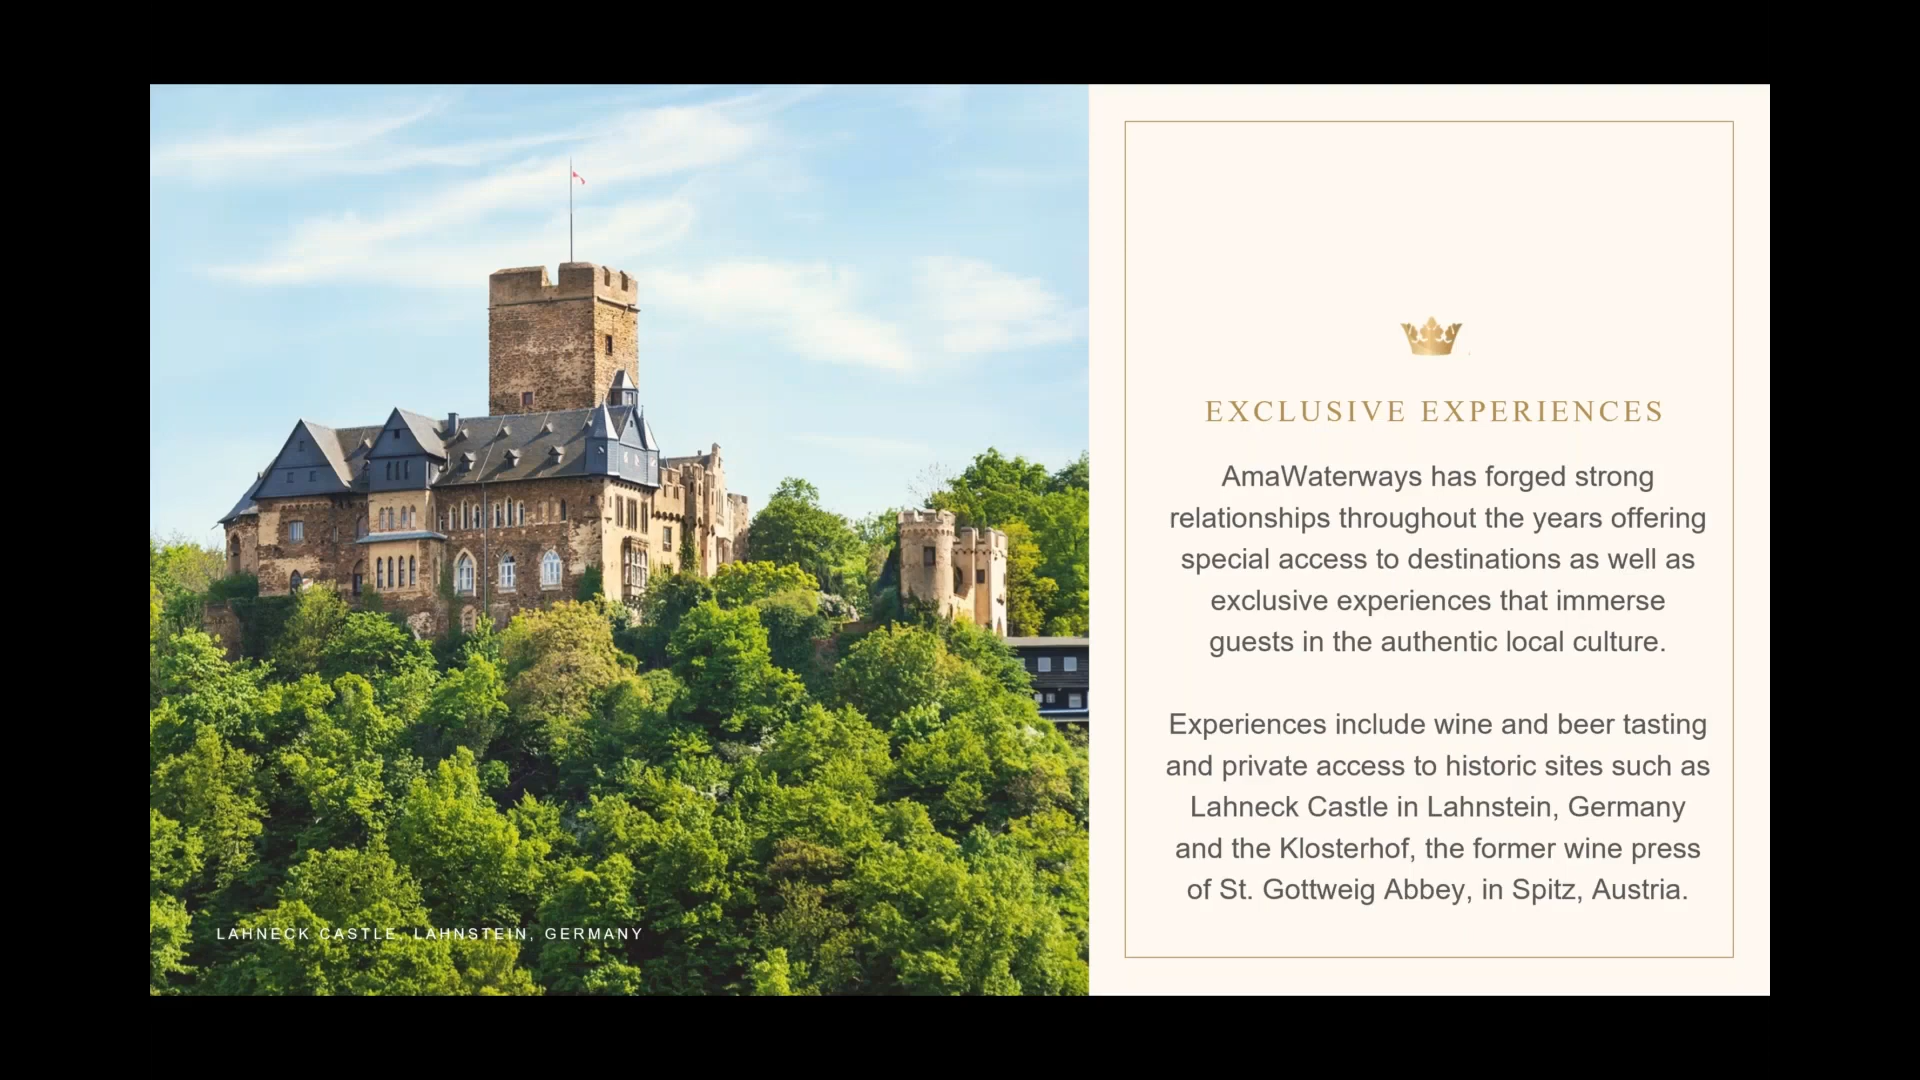 EXCLUSIVE EXPERIENCES
AmaWaterways has forged strong
relationships throughout the years offering
special access to destinations as well as
exclusive experiences that immerse
guests in the authentic local culture.
Experiences include wine and beer tasting
and private access to historic sites such as
Lahneck Castle in Lahnstein, Germany
and the Klosterhof, the former wine press
of St. Gottweig Abbey, in Spitz, Austria.
LAHNECK CASTLE, LAHNSTEIN, GERMANY